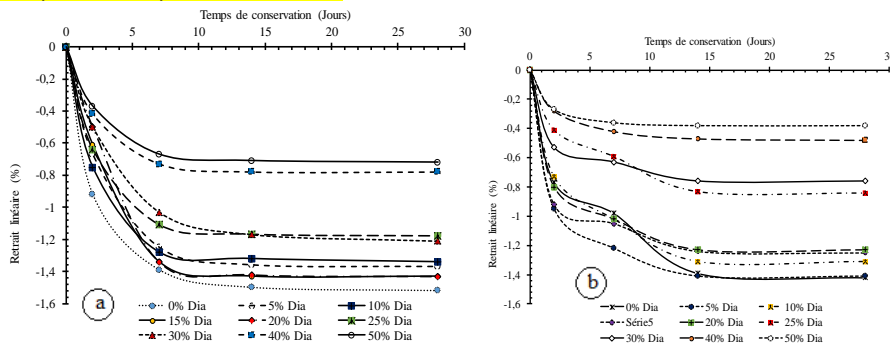 Temps de conservation (Jours)
0 5 10 15 20 25 30
0
-0,2
-0,4
-0,6
-0,8
-1
-1,2
-1,4
-1,6
Retrait linéaire (%)
a
0% Dia 5% Dia 10% Dia
15% Dia 20% Dia 25% Dia
30% Dia 40% Dia 50% Dia
Temps de conservation (Jours)
0 5 10 15 20 25 30
0
-0,2
-0,4
-0,6
-0,8
-1
-1,2
-1,4
-1,6
Retrait linéaire (%)
b
0% Dia 5% Dia 10% Dia
Série5 20% Dia 25% Dia
30% Dia 40% Dia 50% Dia